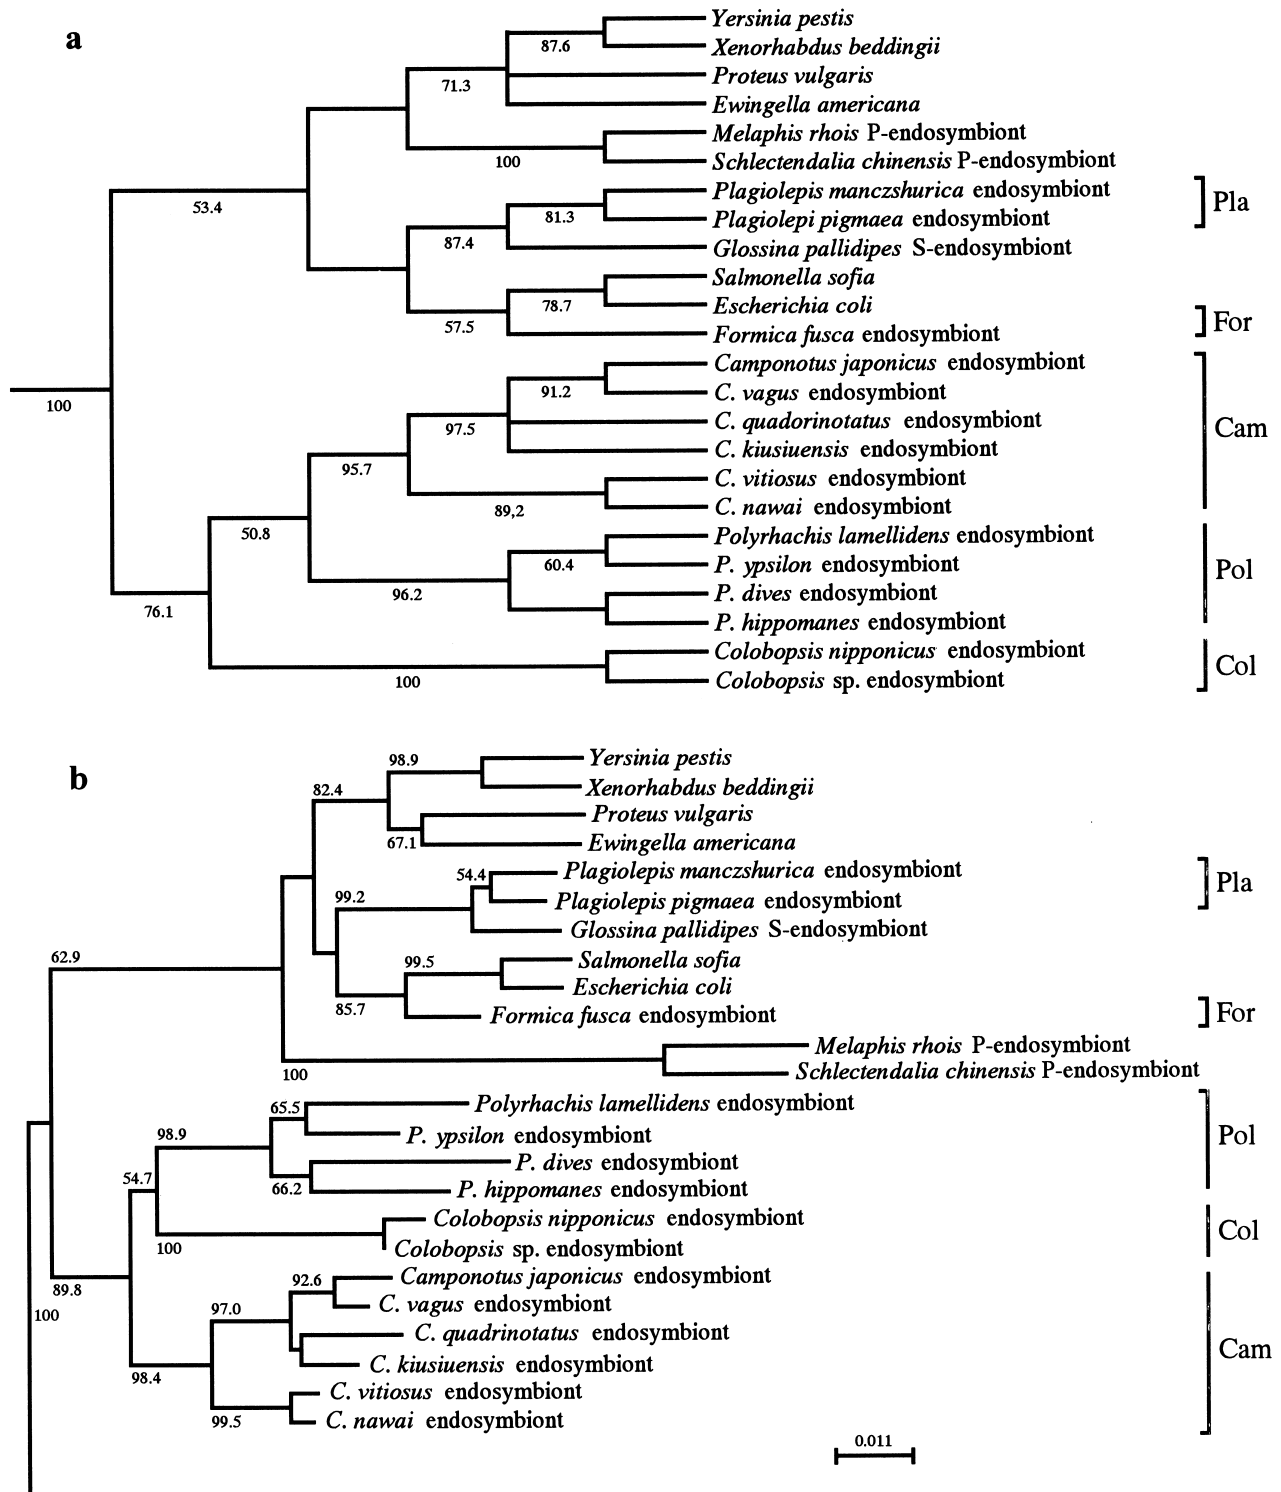 a
Yersinia pestis
87.6
Xenorhabdus beddingii
71.3
Proteus vulgaris
Ewingella americana
Melaphis rhois P-endosymbiont
100
Schlectendalia chinensis P-endosymbiont
53.4
Plagiolepis manczshurica endosymbiont
Pla
81.3
Plagiolepi pigmaea endosymbiont
87.4
Glossina pallidipes S-endosymbiont
Salmonella sofia
78.7
Escherichia coli
57.5
For
Formica fusca endosymbiont
100
Camponotus japonicus endosymbiont
91.2
C. vagus endosymbiont
97.5
C. quadorinotatus endosymbiont
Cam
95.7
C. kiusiuensis endosymbiont
C. vitiosus endosymbiont
89,2
C. nawai endosymbiont
50.8
Polyrhachis lamellidens endosymbiont
60.4
P. ypsilon endosymbiont
Pol
96.2
P. dives endosymbiont
76.1
P. hippomanes endosymbiont
Colobopsis nipponicus endosymbiont
Col
100
Colobopsis sp. endosymbiont
b
98.9
Yersinia pestis
82.4
Xenorhabdus beddingii
Proteus vulgaris
67.1
Ewingella americana
54.4
Plagiolepis manczshurica endosymbiont
Pla
99.2
Plagiolepis pigmaea endosymbiont
Glossina pallidipes S-endosymbiont
62.9
99.5
Salmonella sofia
Escherichia coli
85.7
Formica fusca endosymbiont
For
Melaphis rhois P-endosymbiont
100
Schlectendalia chinensis P-endosymbiont
65.5
Polyrhachis lamellidens endosymbiont
98.9
P. ypsilon endosymbiont
Pol
54.7
P. dives endosymbiont
66.2
P. hippomanes endosymbiont
Colobopsis nipponicus endosymbiont
Col
100
Colobopsis sp. endosymbiont
89.8
92.6
Camponotus japonicus endosymbiont
100
97.0
C. vagus endosymbiont
C. quadrinotatus endosymbiont
Cam
98.4
C. kiusiuensis endosymbiont
C. vitiosus endosymbiont
99.5
C. nawai endosymbiont
0.011